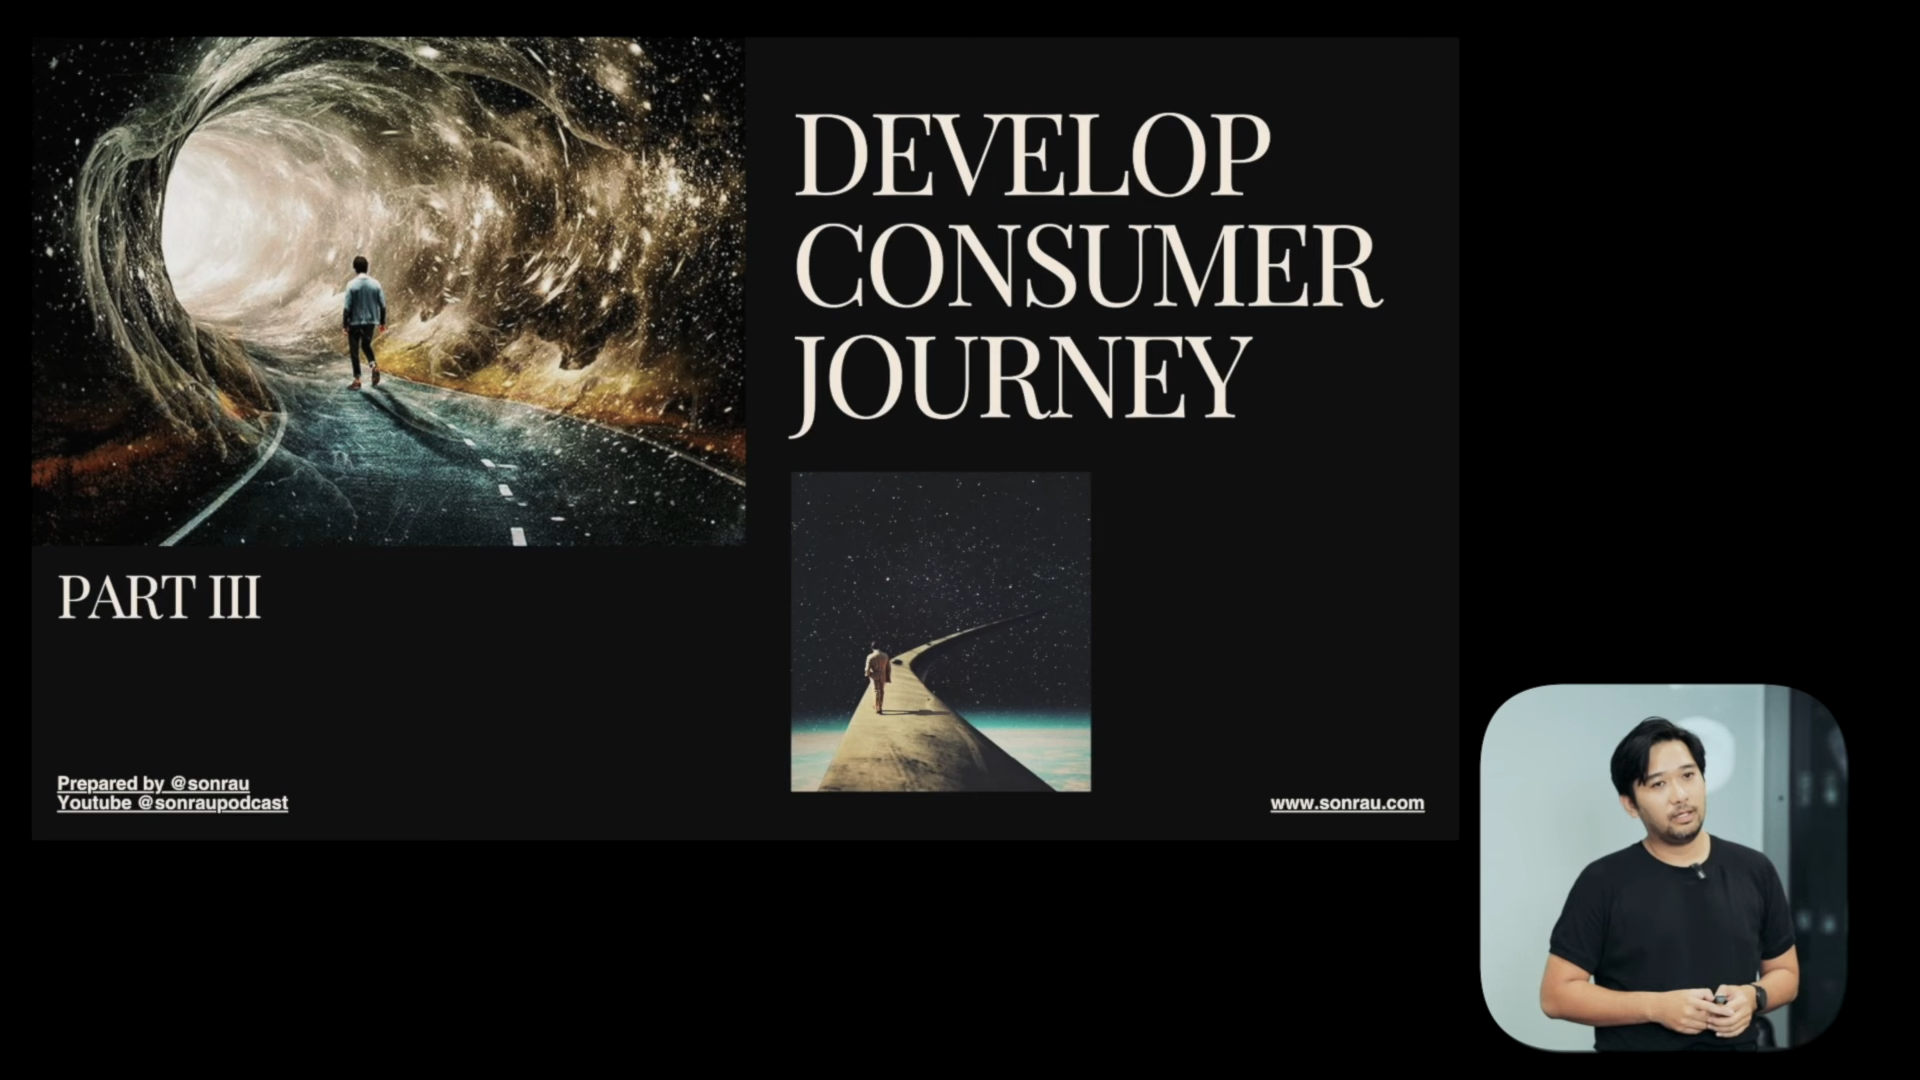 DEVELOP
CONSUMER
JOURNEY
PART III
Prepared by @sonrau
Youtube @sonraupodcast
www.sonrau.com